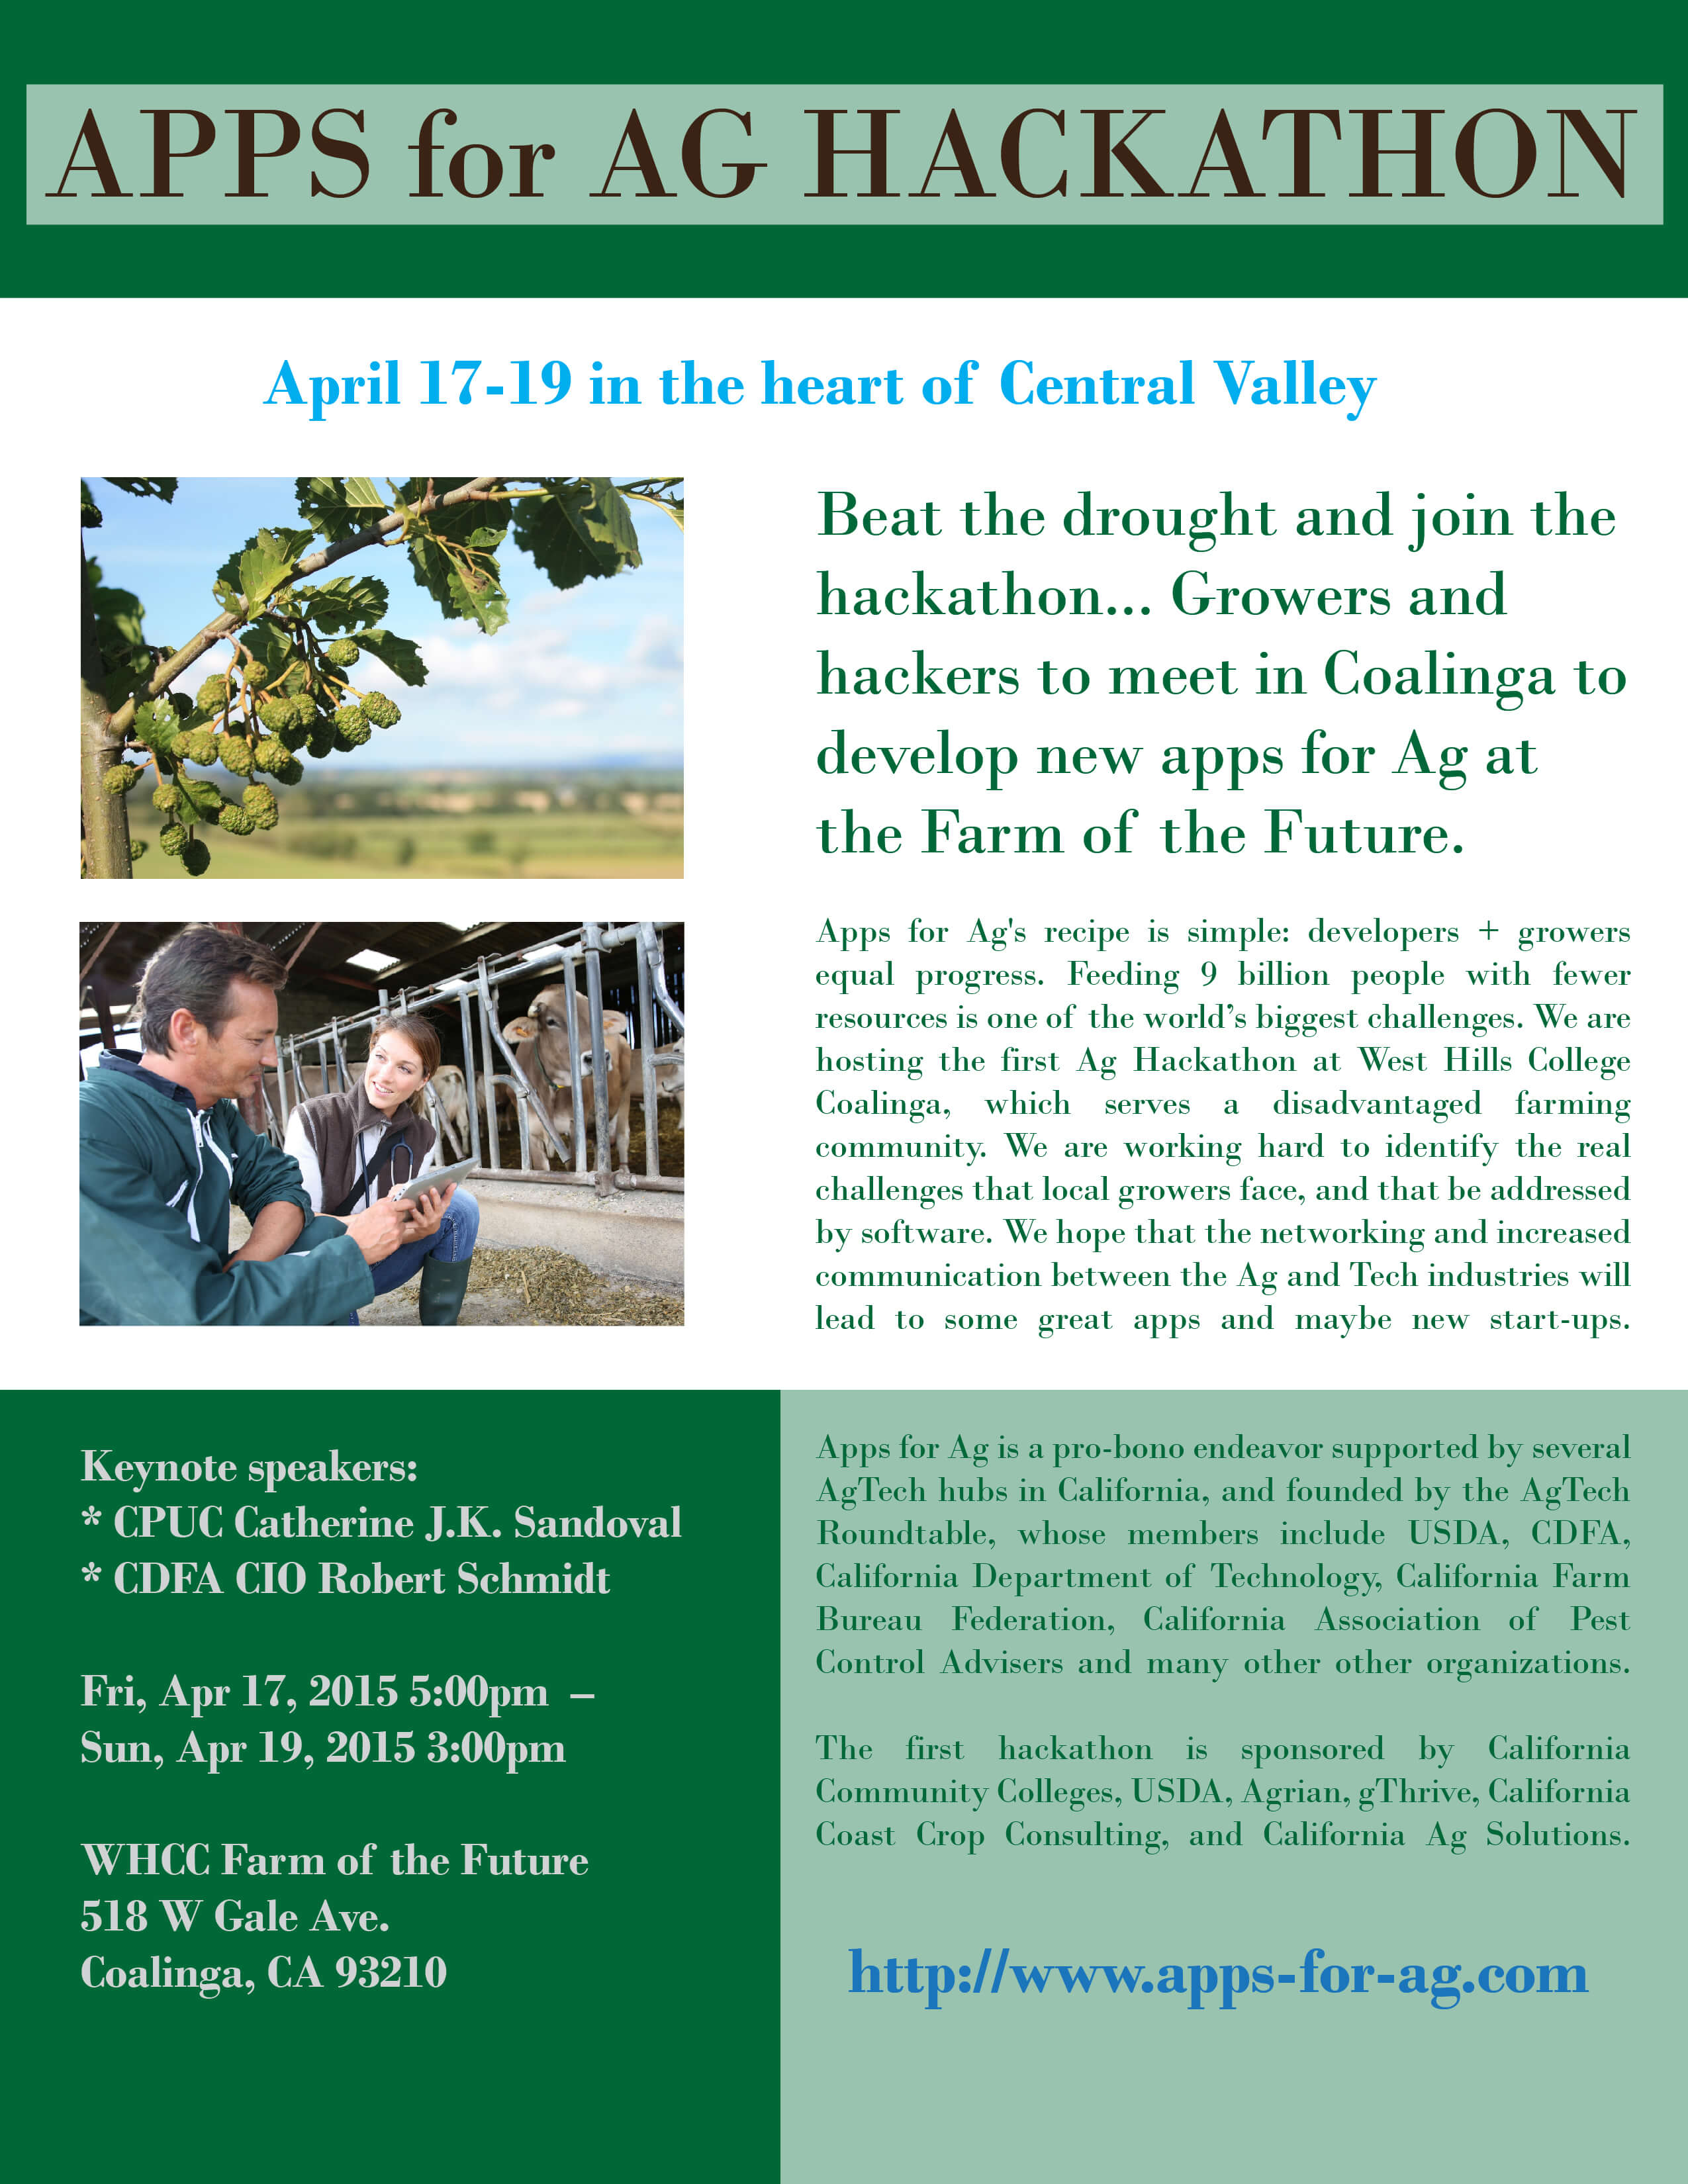 APPS for AG HACKATHON
April 17-19 in the heart of Central Valley
Beat the drought and join the
hackathon... Growers and
hackers to meet in Coalinga to
develop new apps for Ag at
the Farm of the Future.
Apps for Ag's recipe is simple: developers + growers
equal progress. Feeding 9 billion people with fewer
resources is one of the world’s biggest challenges. We are
hosting the first Ag Hackathon at West Hills College
Coalinga, which serves a disadvantaged farming
community. We are working hard to identify the real
challenges that local growers face, and that be addressed
by software. We hope that the networking and increased
communication between the Ag and Tech industries will
lead to some great apps and maybe new start-ups.
Keynote speakers:
* CPUC Catherine J.K. Sandoval
* CDFA CIO Robert Schmidt
Fri, Apr 17, 2015 5:00pm –
Sun, Apr 19, 2015 3:00pm
WHCC Farm of the Future
518 W Gale Ave.
Coalinga, CA 93210
Apps for Ag is a pro-bono endeavor supported by several
AgTech hubs in California, and founded by the AgTech
Roundtable, whose members include USDA, CDFA,
California Department of Technology, California Farm
Bureau Federation, California Association of Pest
Control Advisers and many other other organizations.
The first hackathon is sponsored by California
Community Colleges, USDA, Agrian, gThrive, California
Coast Crop Consulting, and California Ag Solutions.
http://www.apps-for-ag.com